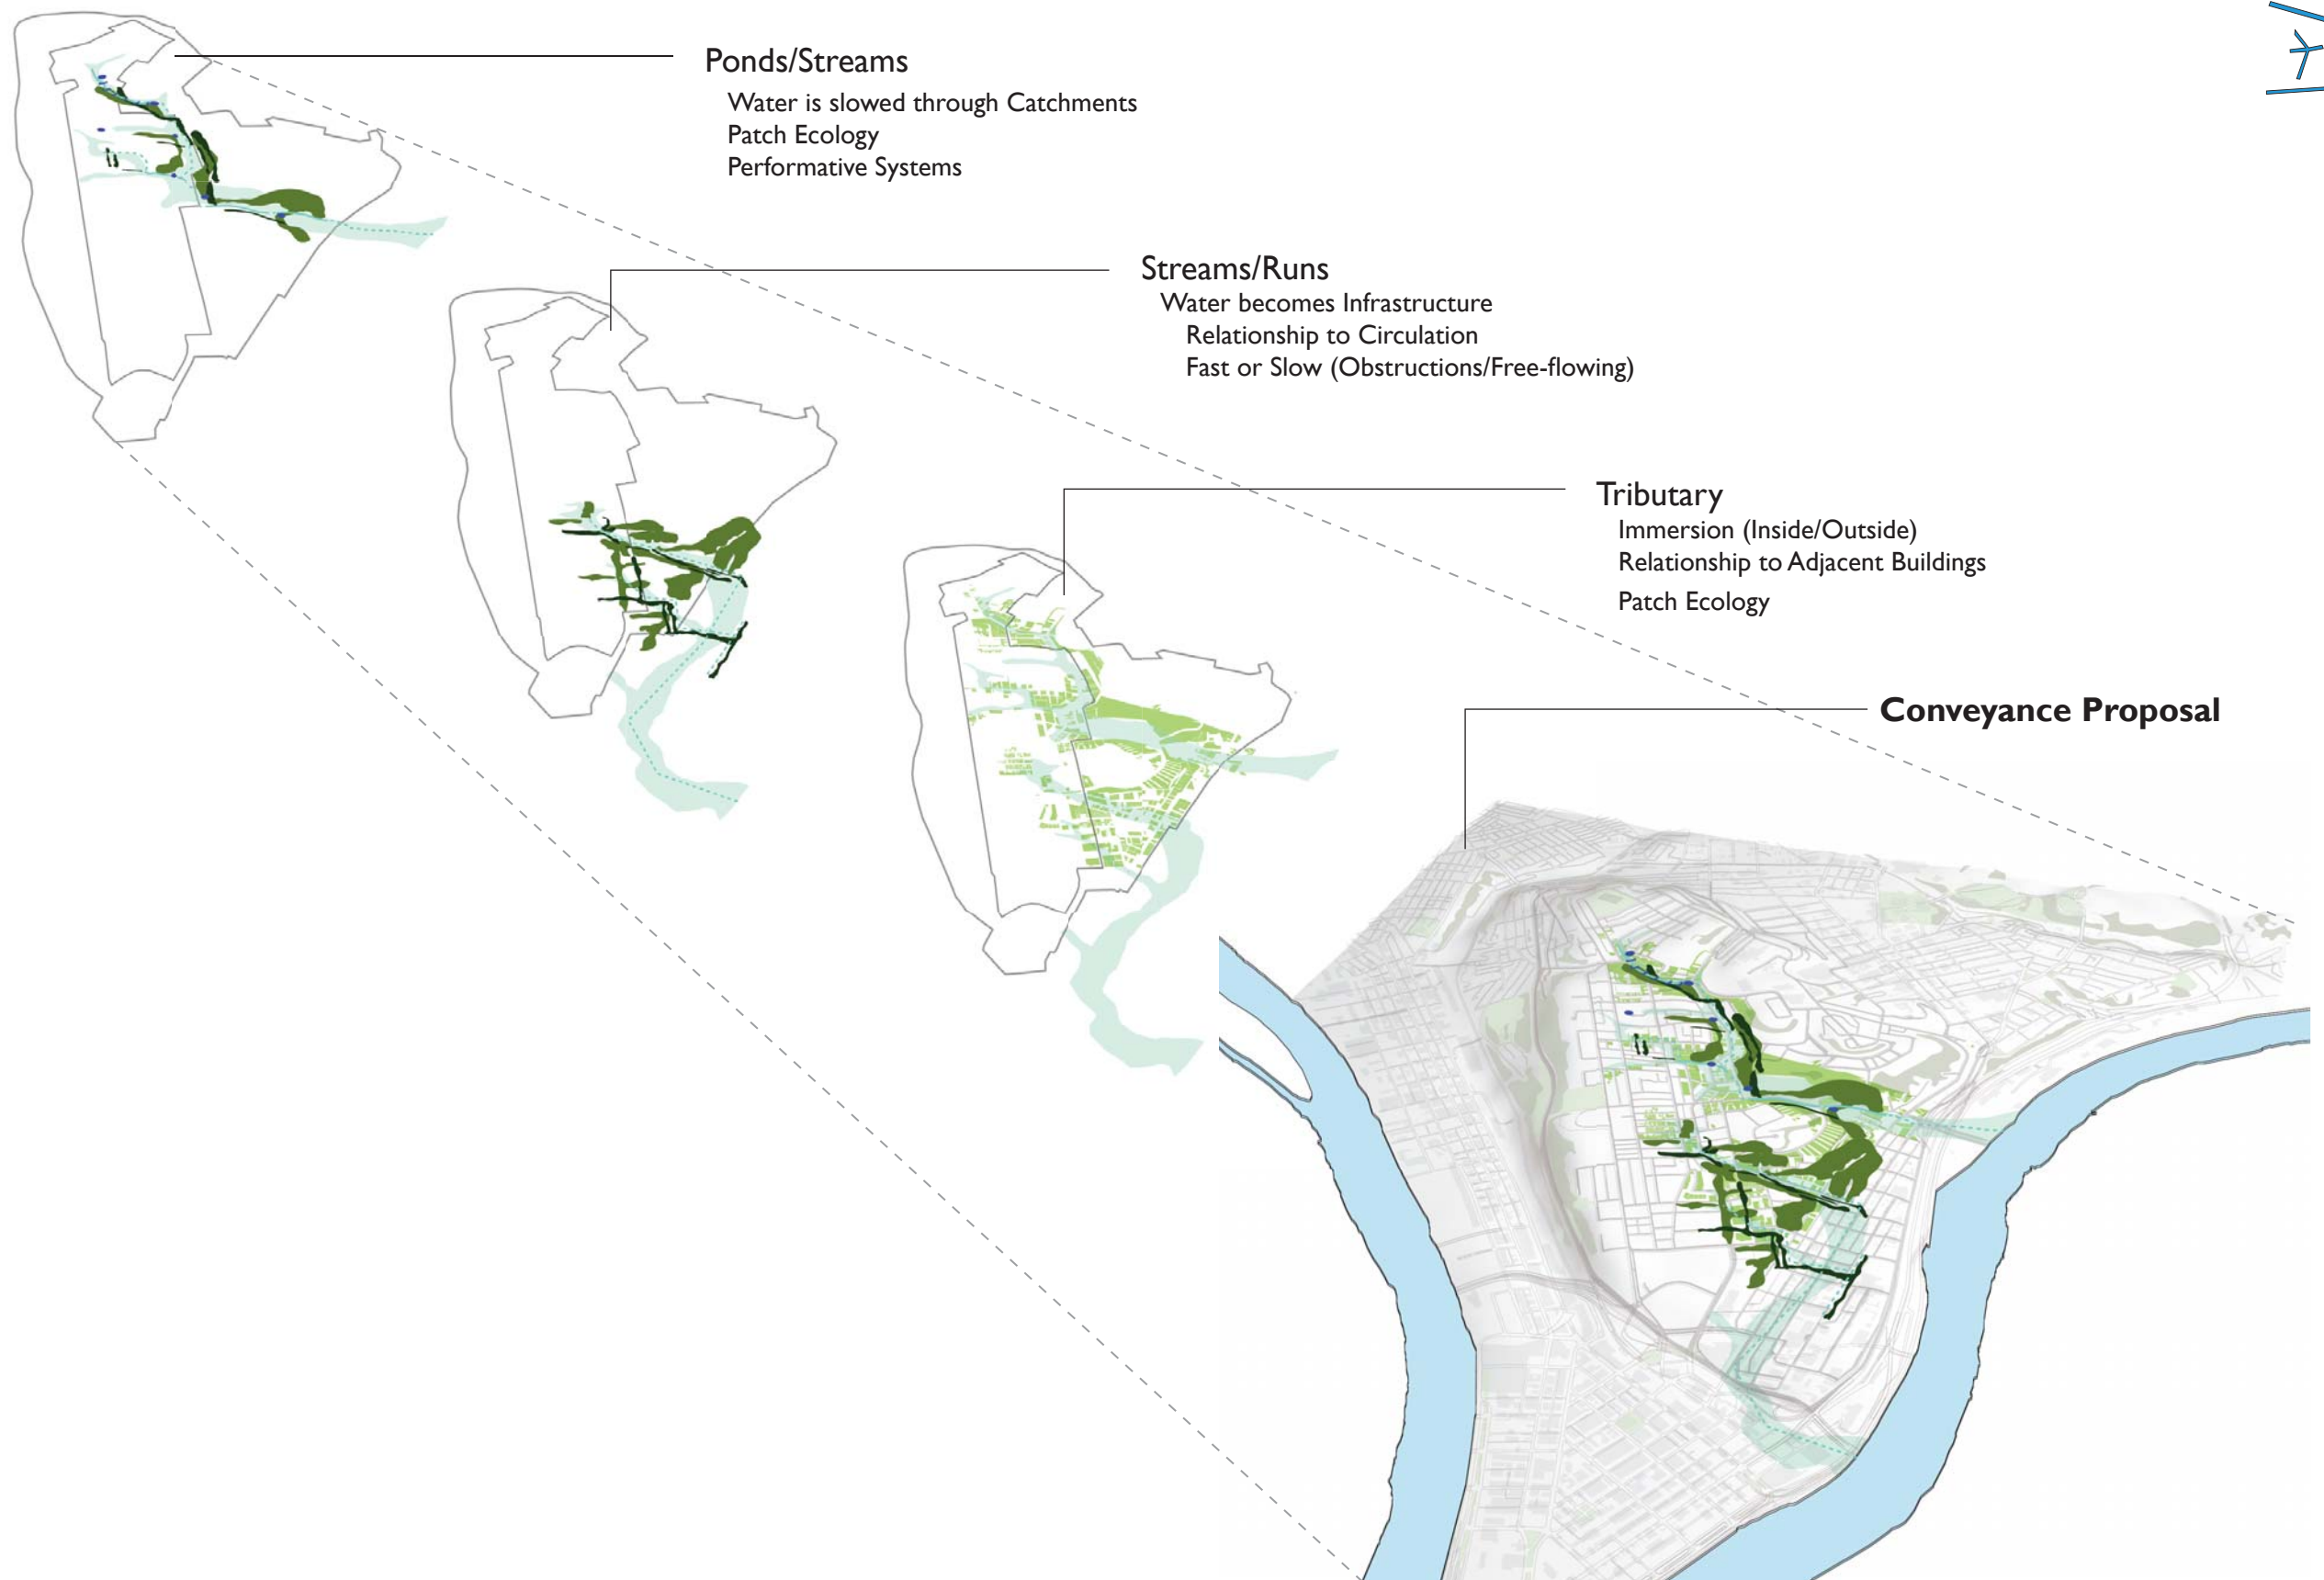 Ponds/Streams
Water is slowed through Catchments
Patch Ecology
Performative Systems
Streams/Runs
Water becomes Infrastructure
Relationship to Circulation
Fast or Slow (Obstructions/Free-flowing)
Tributary
Immersion (Inside/Outside)
Relationship to Adjacent Buildings
Patch Ecology
Conveyance Proposal